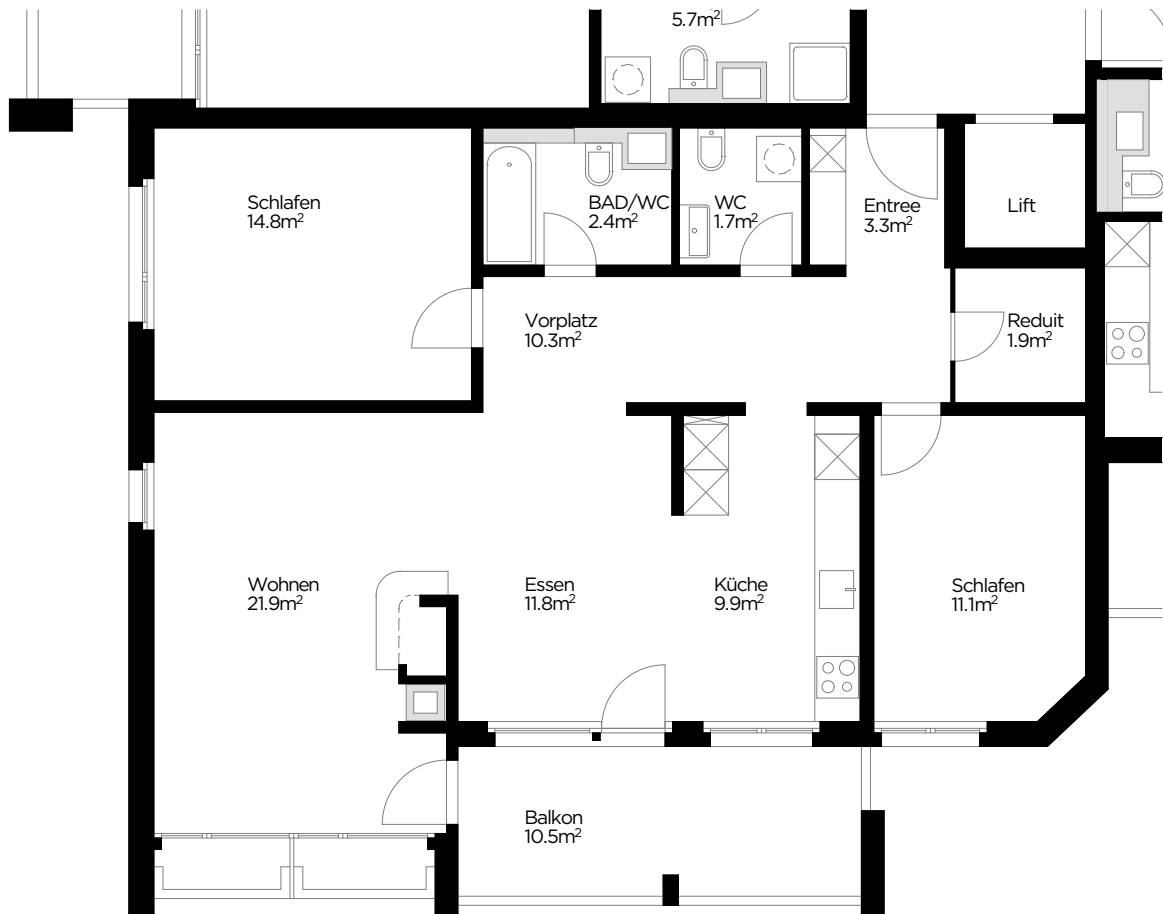 5.7m²
Schlafen
14.8m²
BAD/WC
2.4m²
WC
1.7m²
Entree
3.3m²
Lift
Vorplatz
10.3m²
Reduit
1.9m²
Wohnen
21.9m²
Essen
11.8m²
Küche
9.9m²
Schlafen
11.1m²
Balkon
10.5m²